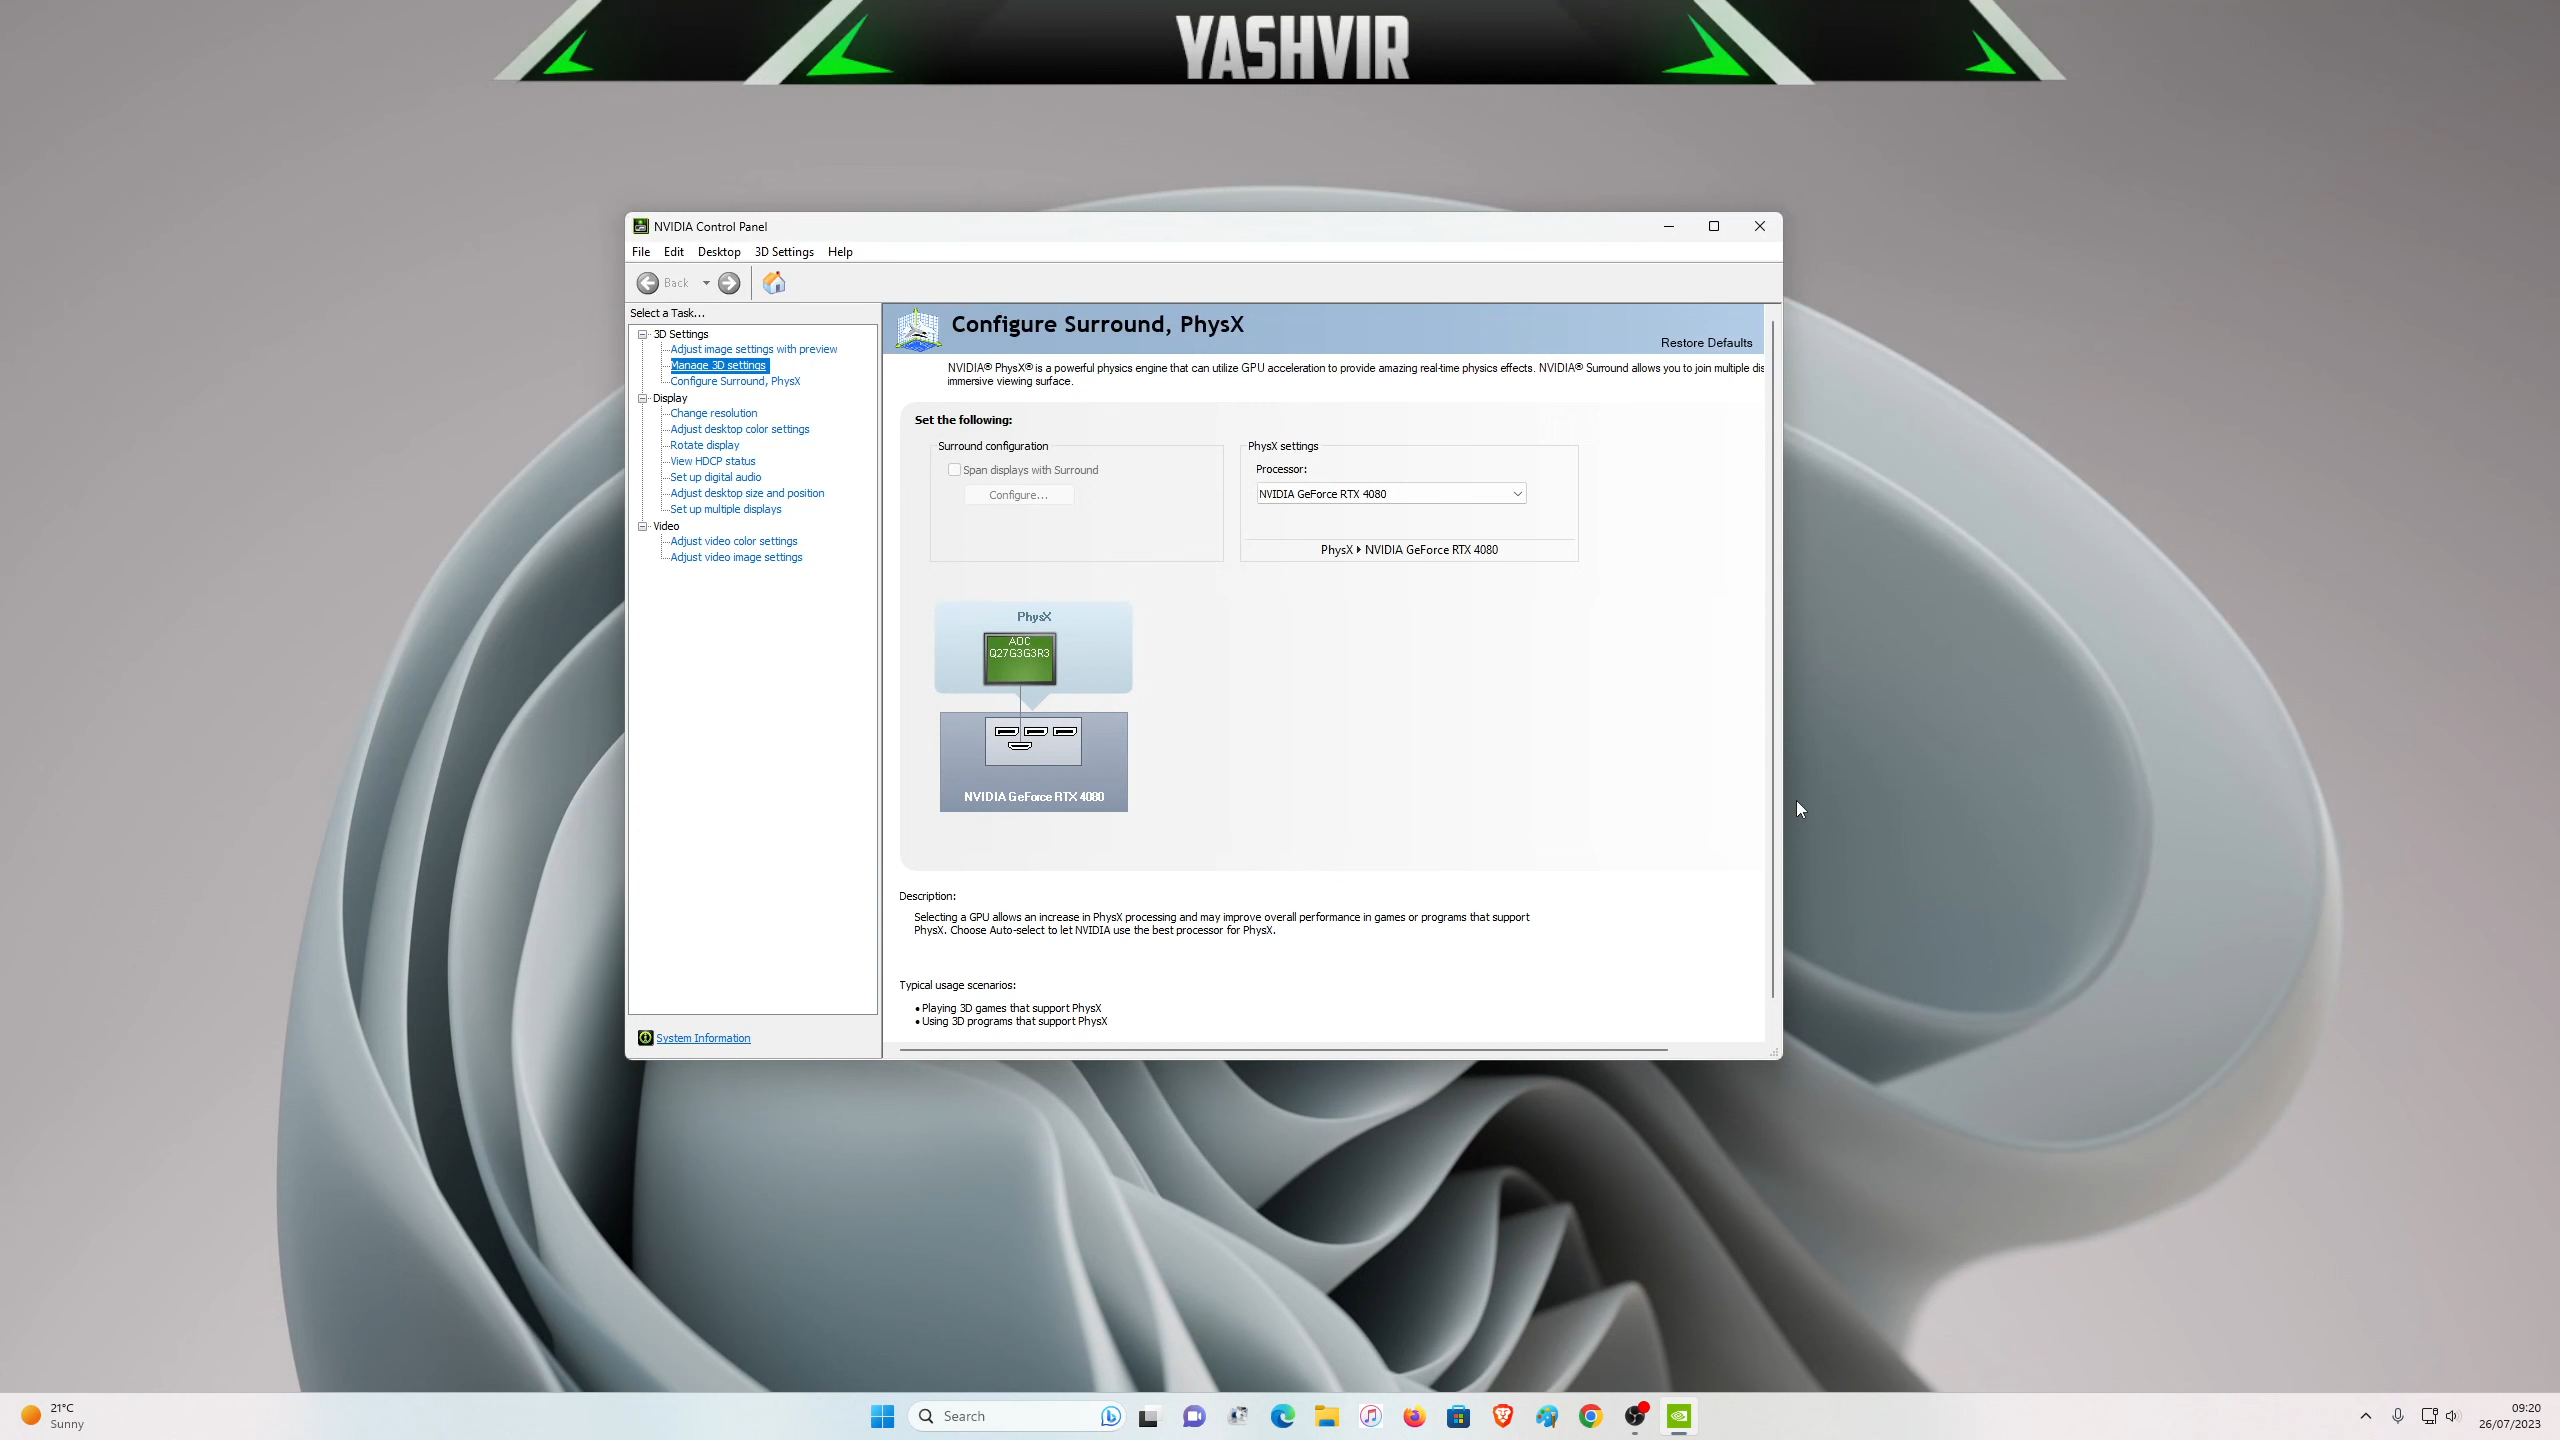 YASHVIR
NVIDIA Control Panel
File Edit Desktop 3D Settings Help
Back
Select a Task...
3D Settings
Adjust image settings with preview
Manage 3D settings
Configure Surround, PhysX
Display
Change resolution
Adjust desktop color settings
Rotate display
View HDCP status
Set up digital audio
Adjust desktop size and position
Set up multiple displays
Video
Adjust video color settings
Adjust video image settings
System Information
Configure Surround, PhysX
Restore Defaults
NVIDIA® PhysX® is a powerful physics engine that can utilize GPU acceleration to provide amazing real-time physics effects. NVIDIA® Surround allows you to join multiple dis
immersive viewing surface.
Set the following:
Surround configuration
Span displays with Surround
Configure...
PhysX settings
Processor:
NVIDIA GeForce RTX 4080
PhysX NVIDIA GeForce RTX 4080
PhysX
AOC
Q27G3G3R3
NVIDIA GeForce RTX 4080
Description:
Selecting a GPU allows an increase in PhysX processing and may improve overall performance in games or programs that support
PhysX. Choose Auto-select to let NVIDIA use the best processor for PhysX.
Typical usage scenarios:
• Playing 3D games that support PhysX
• Using 3D programs that support PhysX
21°C
Sunny
Search
09:20
26/07/2023